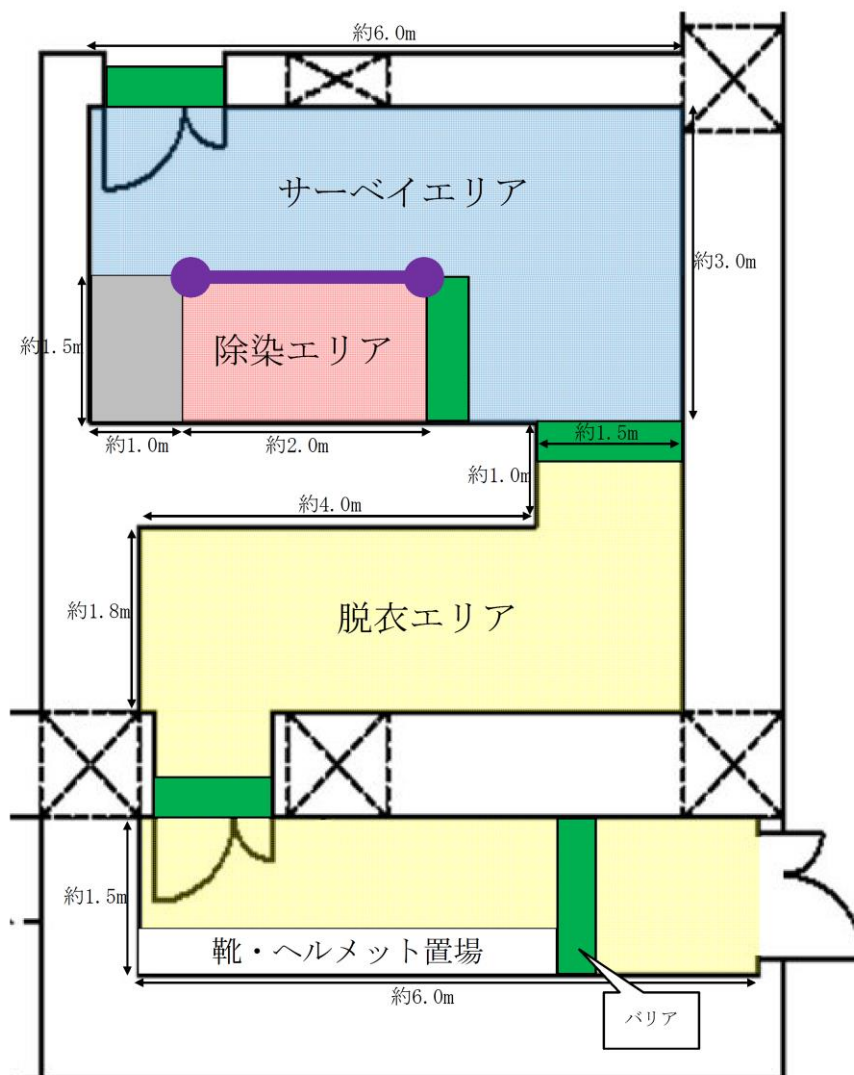 約6.0m
サーベイエリア
約3.0m
約1.5m
除染エリア
約1.0m
約2.0m
約1.5m
約1.0m
約4.0m
約1.8m
脱衣エリア
約1.5m
靴・ヘルメット置場
約6.0m
バリア